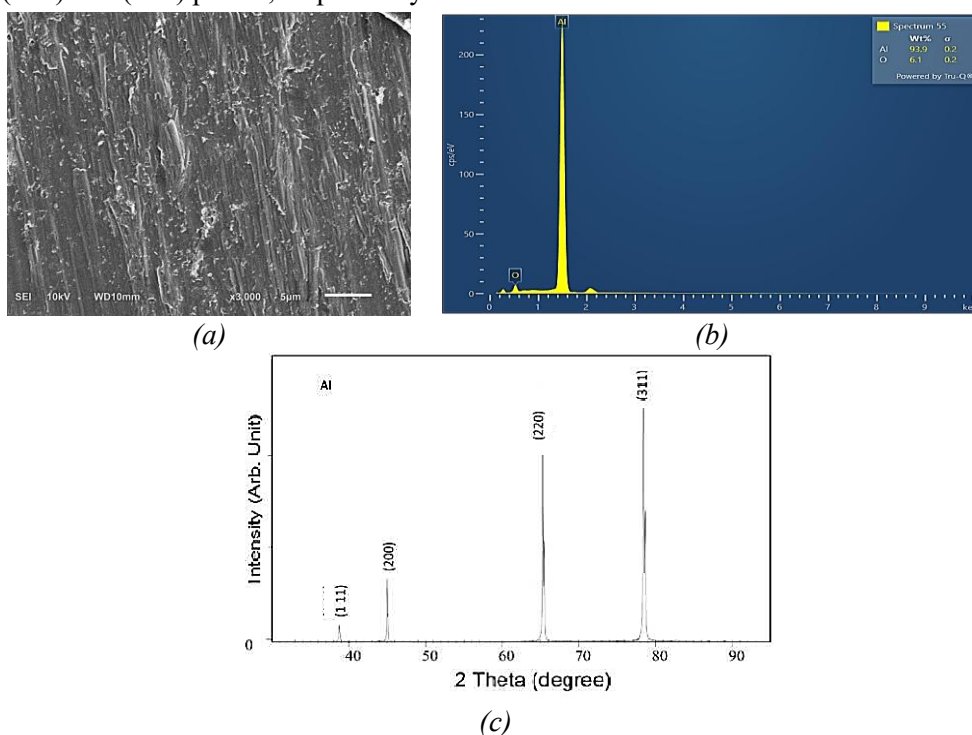 SEI 10kV WD10mm x3,000 5μm
(a)
Spectrum 55
Wt% σ
Al 93.9 0.2
O 6.1 0.2
Powered by Tru-Q®
Al
O
cps/eV
200
150
100
50
0
0 1 2 3 4 5 6 7 8 9
(b)
Al
(1 11)
(200)
(220)
(311)
Intensity (Arb. Unit)
0
40 50 60 70 80 90
2 Theta (degree)
(c)